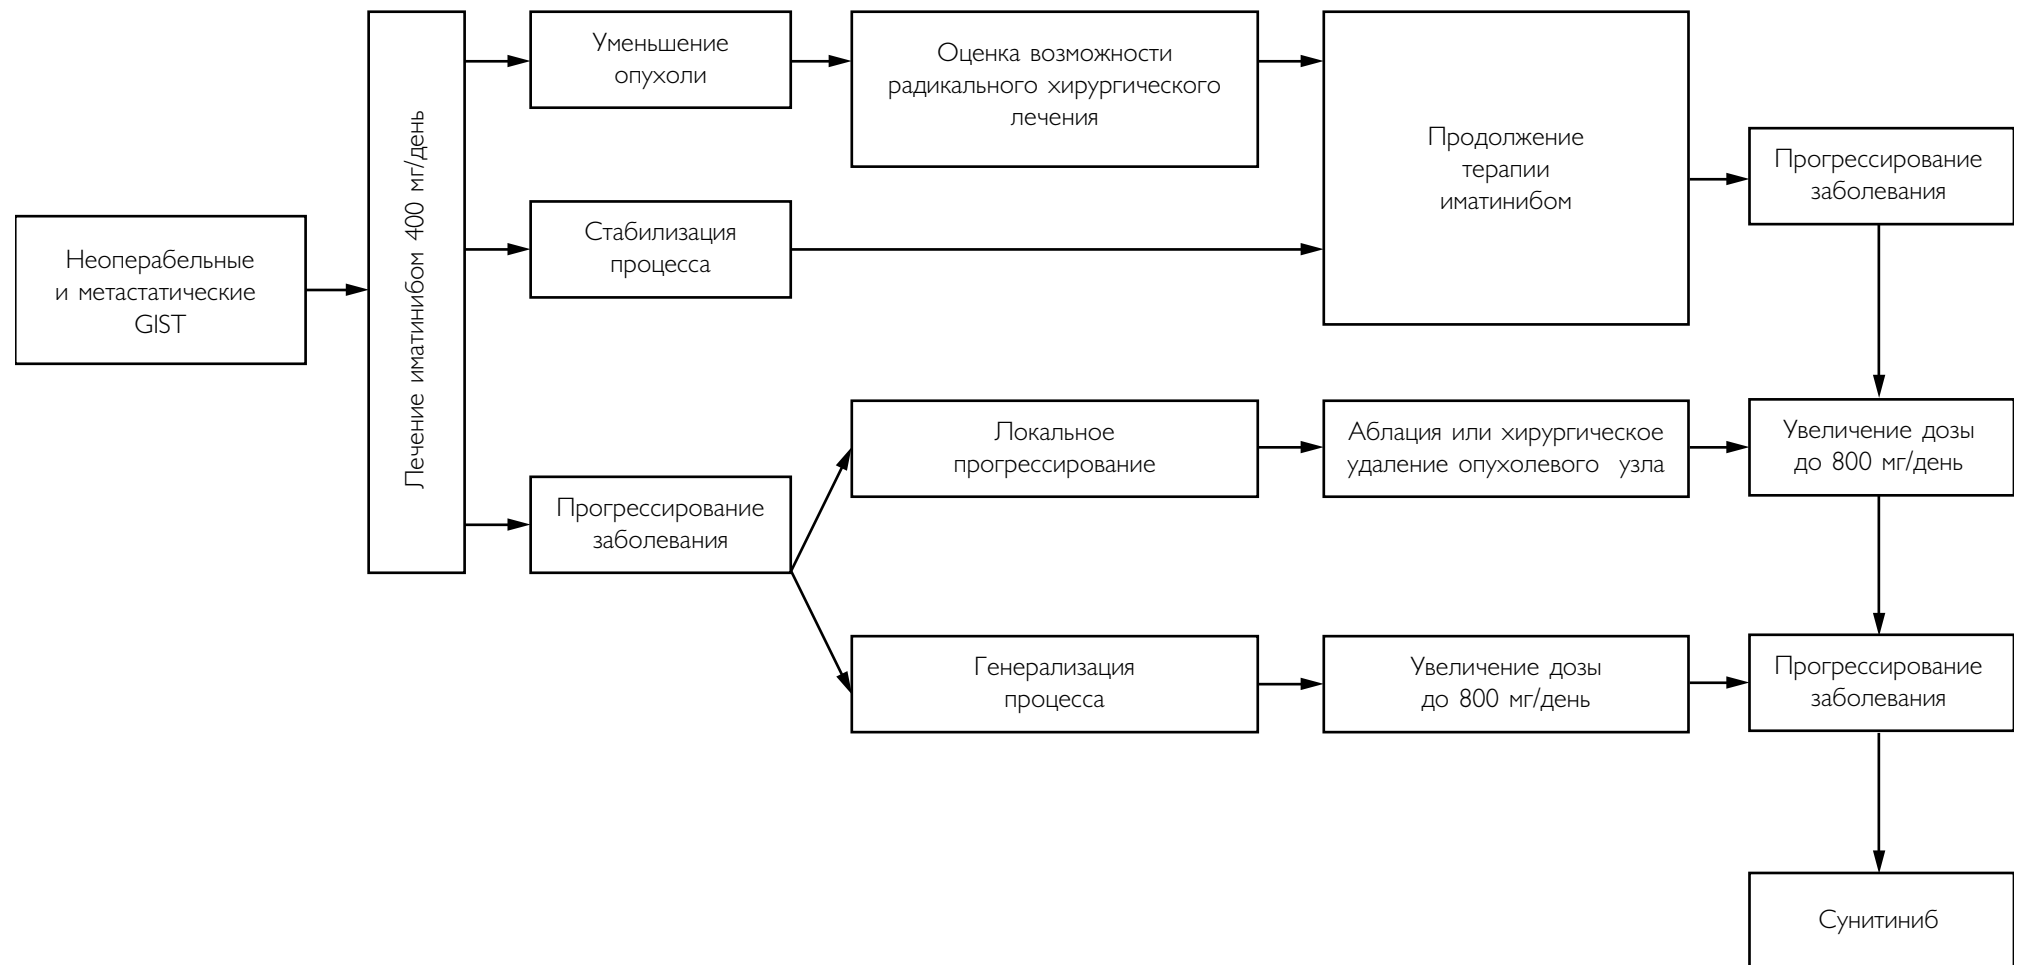 Неоперабельные
и метастатические
GIST
Лечение иматинибом 400 мг/день
Уменьшение
опухоли
Оценка возможности
радикального хирургического
лечения
Стабилизация
процесса
Продолжение
терапии
иматинибом
Прогрессирование
заболевания
Прогрессирование
заболевания
Локальное
прогрессирование
Аблация или хирургическое
удаление опухолевого узла
Увеличение дозы
до 800 мг/день
Генерализация
процесса
Увеличение дозы
до 800 мг/день
Прогрессирование
заболевания
Сунитиниб